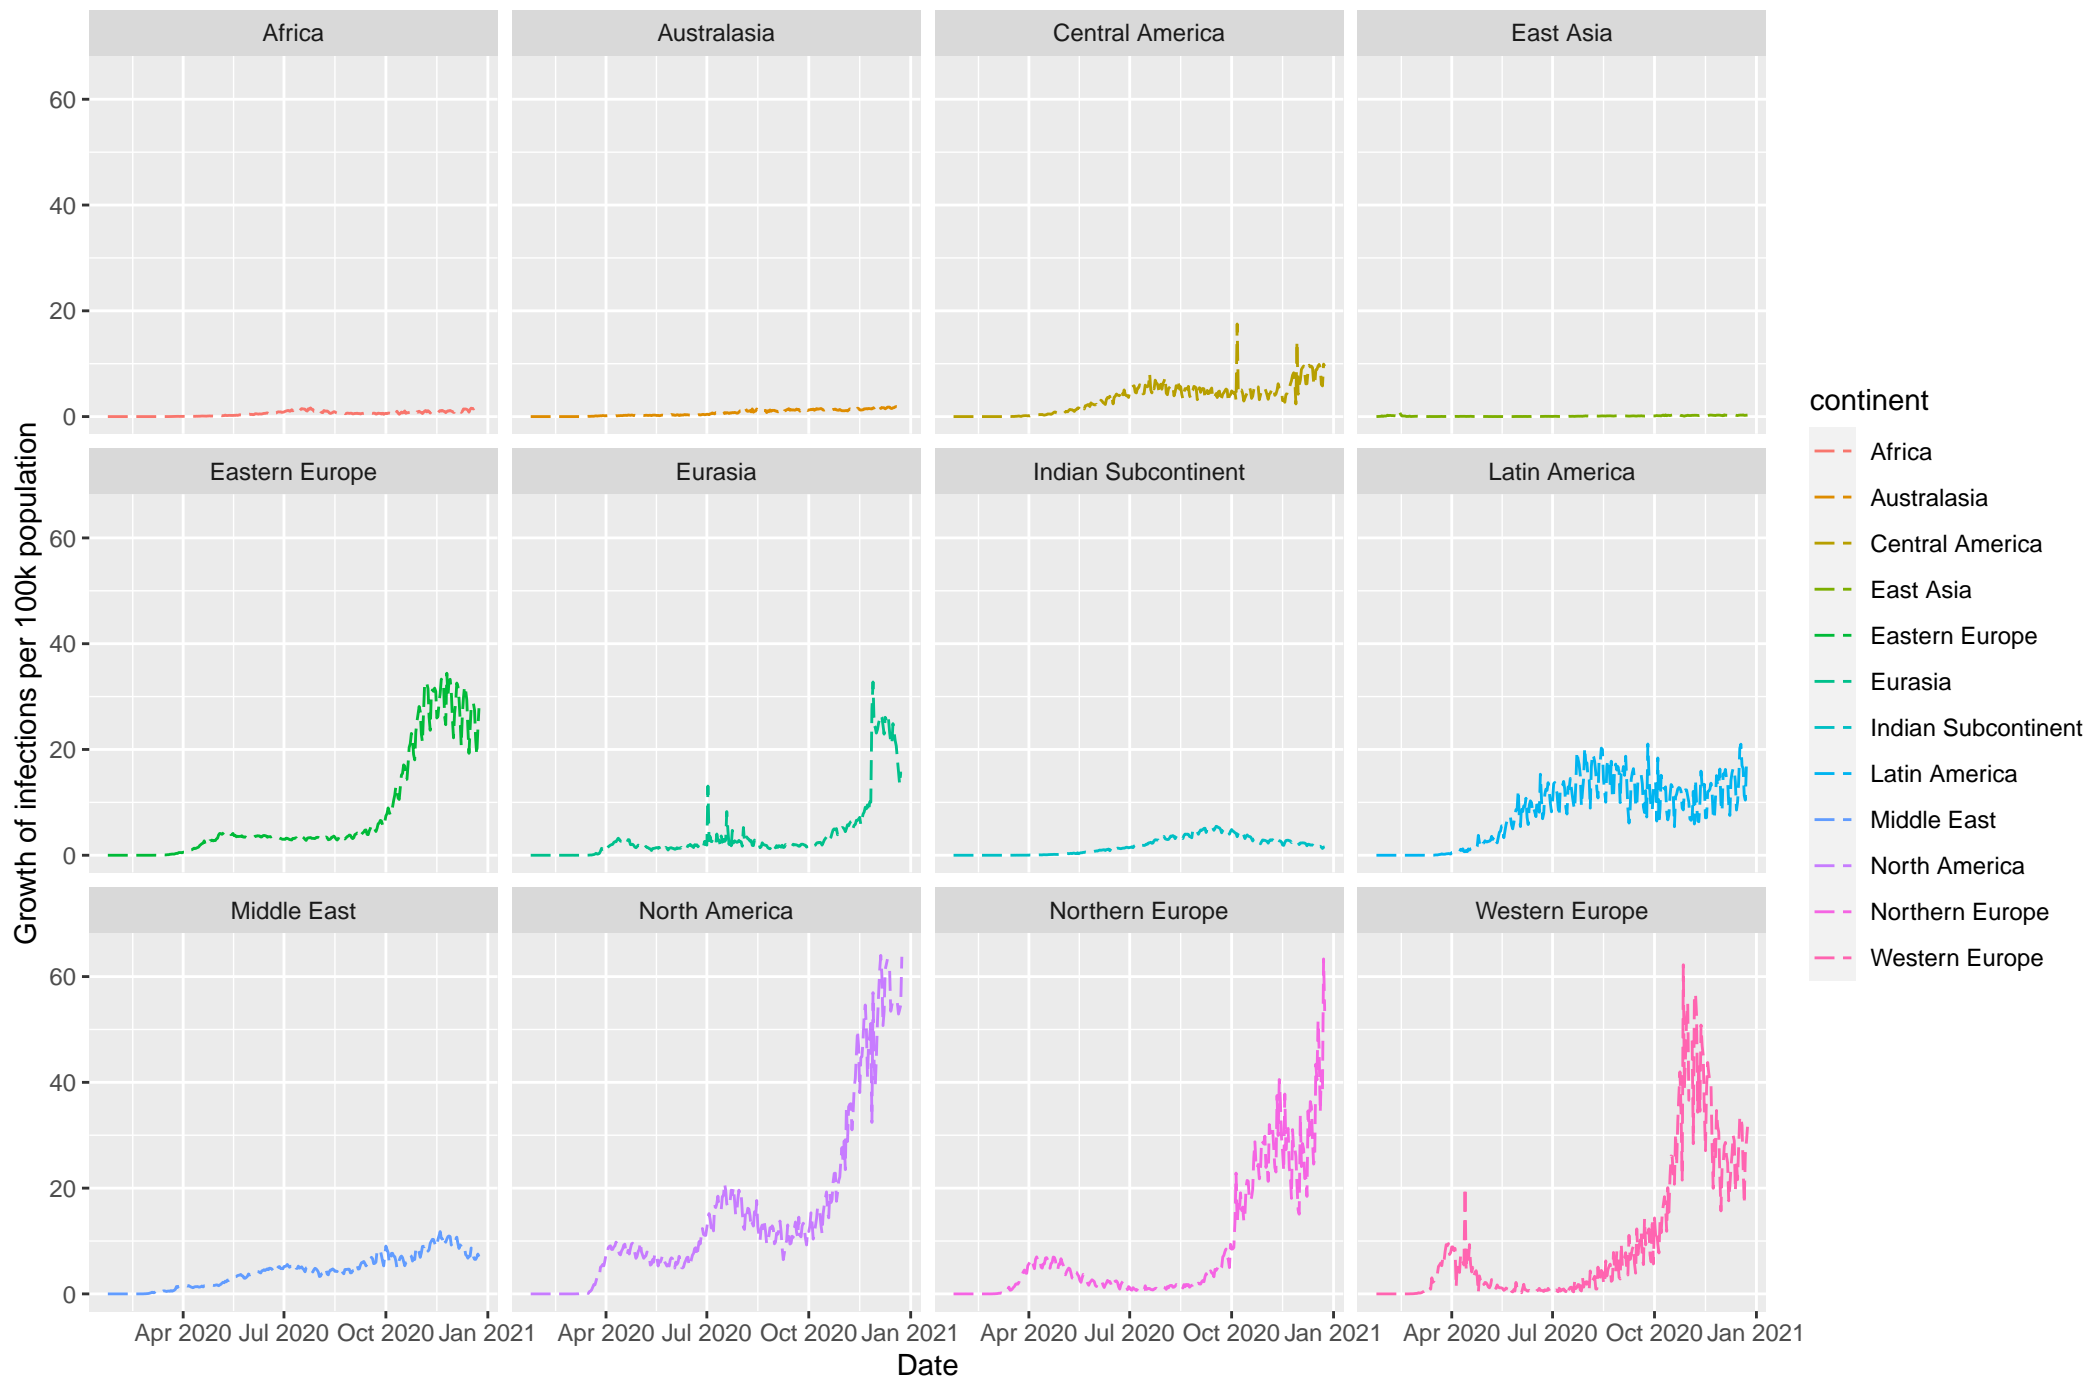 Africa Australasia Central America East Asia
60
40
20
0
Eastern Europe Eurasia Indian Subcontinent Latin America
60
40
20
0
Middle East North America Northern Europe Western Europe
60
40
20
0
Apr 2020 Jul 2020 Oct 2020 Jan 2021 Apr 2020 Jul 2020 Oct 2020 Jan 2021 Apr 2020 Jul 2020 Oct 2020 Jan 2021 Apr 2020 Jul 2020 Oct 2020 Jan 2021
Date
Growth of infections per 100k population
continent
Africa
Australasia
Central America
East Asia
Eastern Europe
Eurasia
Indian Subcontinent
Latin America
Middle East
North America
Northern Europe
Western Europe